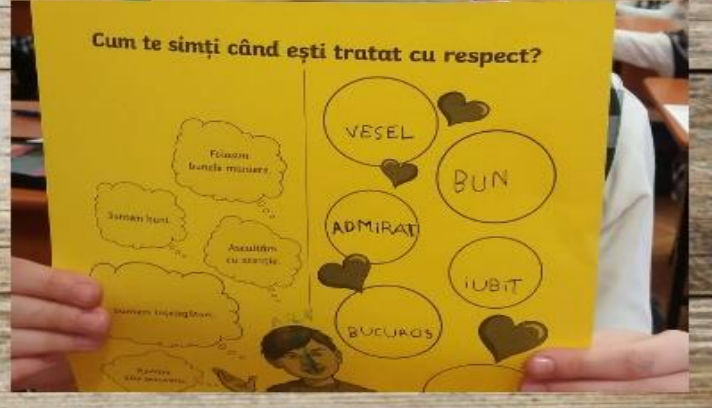 Cum te simți când ești tratat cu respect?
Folosim
bunele maniere.
Suntem buni.
Ascultăm
cu atenție.
Suntem înțelegători.
VESEL
BUN
ADMIRAT
IUBIT
BUCUROS